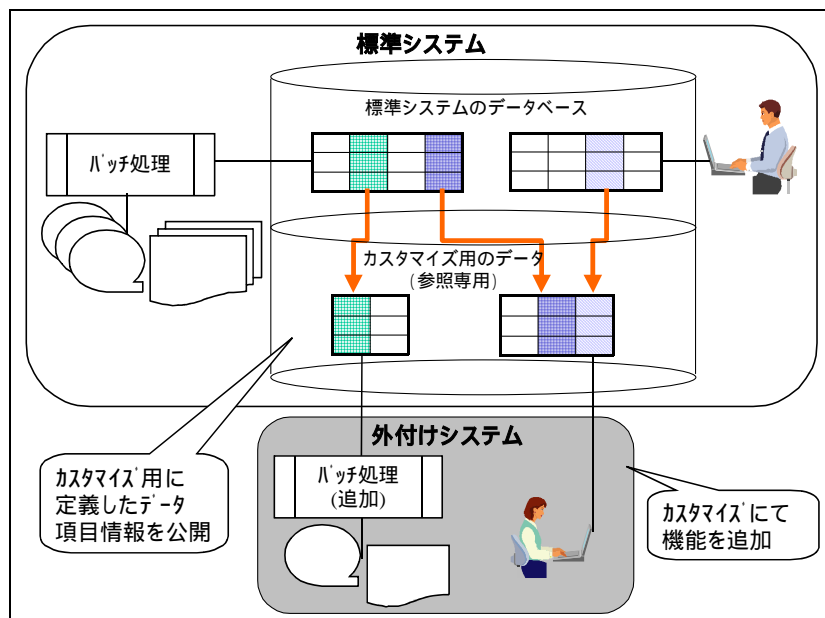 標準システム
標準システムのデータベース
バッチ処理
カスタマイズ用のデータ
(参照専用)
外付けシステム
バッチ処理
(追加)
カスタマイズ用に
定義したデータ
項目情報を公開
カスタマイズにて
機能を追加